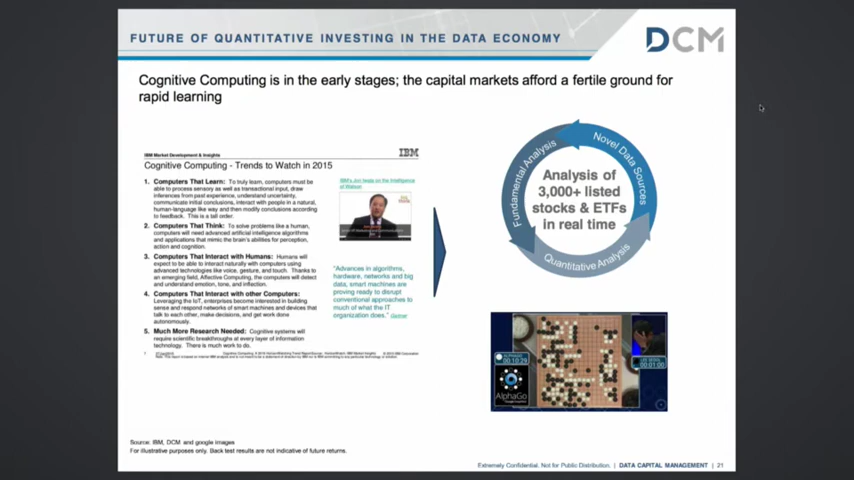 FUTURE OF QUANTITATIVE INVESTING IN THE DATA ECONOMY
DCM
Cognitive Computing is in the early stages; the capital markets afford a fertile ground for
rapid learning
IBM Market Development & Insights
IBM
Cognitive Computing - Trends to Watch in 2015
1. Computers That Learn: To truly learn, computers must be
able to process sensory as well as transactional input, draw
inferences from past experience, understand uncertainty,
communicate initial conclusions, interact with people in a natural,
human-language like way and then modify conclusions according
to feedback. This is a tall order.
2. Computers That Think: To solve problems like a human,
computers will need advanced artificial intelligence algorithms
and applications that mimic the brain's abilities for perception,
action and cognition.
3. Computers That Interact with Humans: Humans will
expect to be able to interact naturally with computers using
advanced technologies like voice, gesture, and touch. Thanks to
an emerging field, Affective Computing, the computers will detect
and understand emotion, tone, and inflection.
4. Computers That Interact with other Computers:
Leveraging the IoT, enterprises become interested in building
sense and respond networks of smart machines and devices that
talk to each other, make decisions, and get work done
autonomously.
5. Much More Research Needed: Cognitive systems will
require scientific breakthroughs at every layer of information
technology. There is much work to do.
of Watson
"Advances in algorithms,
hardware, networks and big
data, smart machines are
proving ready to disrupt
conventional approaches to
much of what the IT
organization does." Gartner
Fundamental Analysis
Novel Data Sources
Quantitative Analysis
Analysis of
3,000+ listed
stocks & ETFs
in real time
ALPHAGO
00:10:29
AlphaGo
LEE SEDOL
00:01:00
Source: IBM, DCM and google images
For illustrative purposes only. Back test results are not indicative of future returns.
Extremely Confidential. Not for Public Distribution. | DATA CAPITAL MANAGEMENT | 21